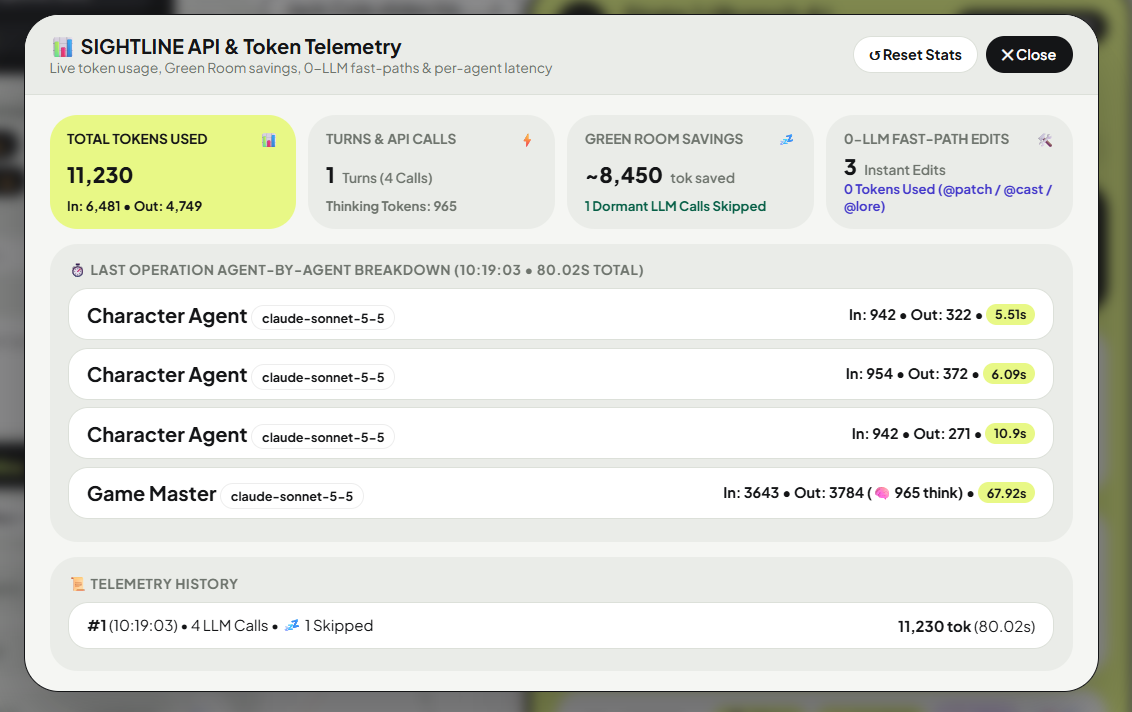 📊 SIGHTLINE API & Token Telemetry
Live token usage, Green Room savings, 0-LLM fast-paths & per-agent latency
↺ Reset Stats
✕ Close
TOTAL TOKENS USED 📊
11,230
In: 6,481 • Out: 4,749
TURNS & API CALLS ⚡
1 Turns (4 Calls)
Thinking Tokens: 965
GREEN ROOM SAVINGS 💤
~8,450 tok saved
1 Dormant LLM Calls Skipped
0-LLM FAST-PATH EDITS 🛠️
3 Instant Edits
0 Tokens Used (@patch / @cast /
@lore)
⏱️ LAST OPERATION AGENT-BY-AGENT BREAKDOWN (10:19:03 • 80.02S TOTAL)
Character Agent claude-sonnet-5-5 In: 942 • Out: 322 • 5.51s
Character Agent claude-sonnet-5-5 In: 954 • Out: 372 • 6.09s
Character Agent claude-sonnet-5-5 In: 942 • Out: 271 • 10.9s
Game Master claude-sonnet-5-5 In: 3643 • Out: 3784 (🧠 965 think) • 67.92s
📜 TELEMETRY HISTORY
#1 (10:19:03) • 4 LLM Calls • 💤 1 Skipped 11,230 tok (80.02s)